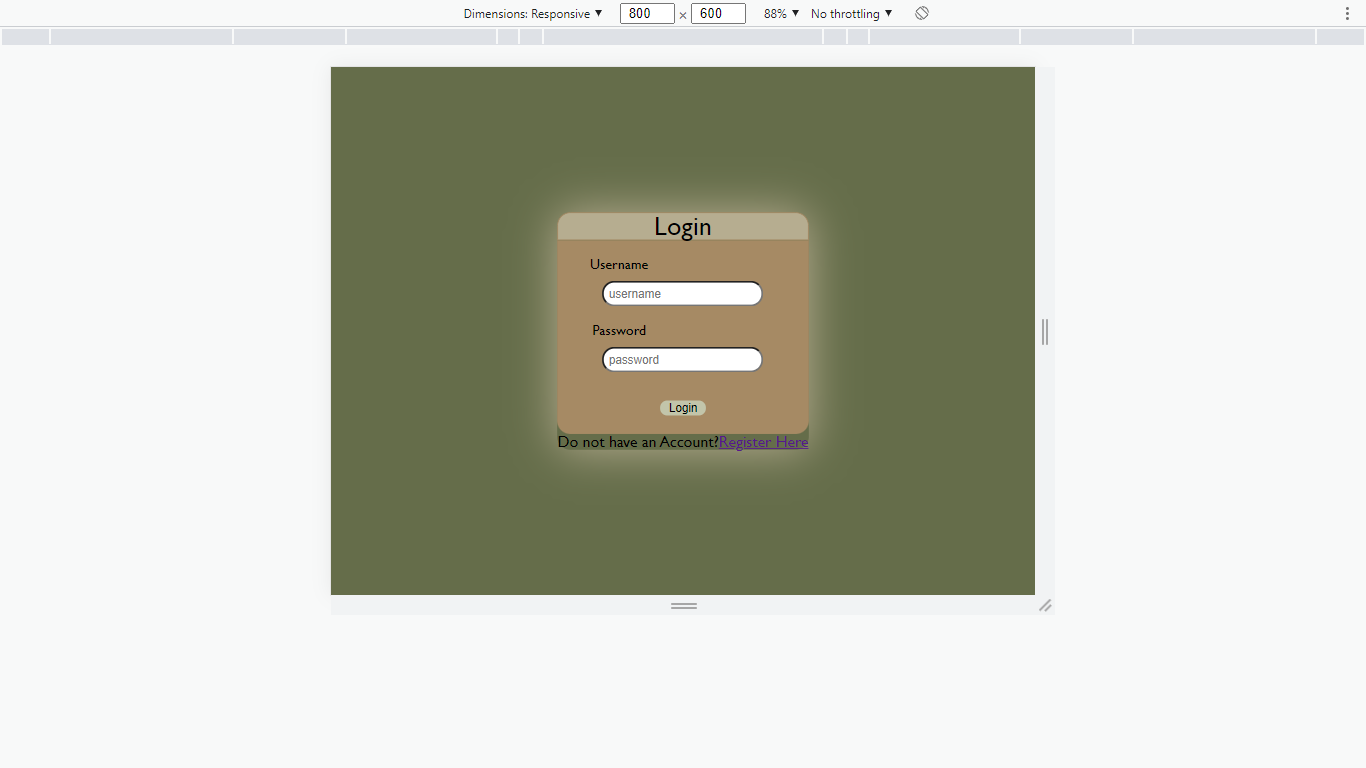 Dimensions: Responsive ▼ 800 × 600 88% ▼ No throttling ▼
Login
Username
username
Password
password
Login
Do not have an Account?Register Here